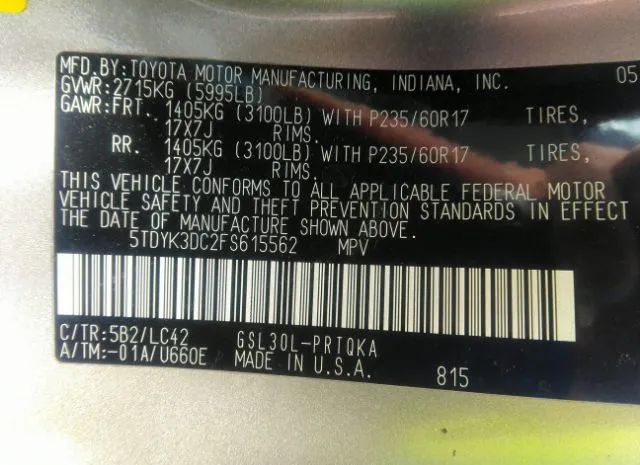 MFD.BY:TOYOTA MOTOR MANUFACTURING, INDIANA, INC. 05
GVWR:2715KG (5995LB)
GAWR:FRT. 1405KG (3100LB) WITH P235/60R17 TIRES,
17X7J RIMS.
RR. 1405KG (3100LB) WITH P235/60R17 TIRES,
17X7J RIMS.
THIS VEHICLE CONFORMS TO ALL APPLICABLE FEDERAL MOTOR
VEHICLE SAFETY AND THEFT PREVENTION STANDARDS IN EFFECT
THE DATE OF MANUFACTURE SHOWN ABOVE.
5TDYK3DC2FS615562 MPV
C/TR:5B2/LC42 GSL30L-PRTQKA
A/TM:-01A/U660E MADE IN U.S.A. 815